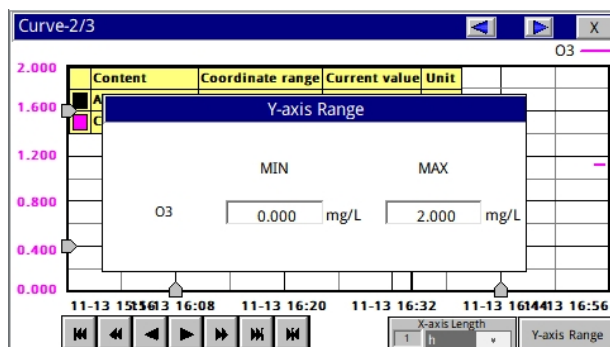 Curve-2/3
X
O3
2.000
Content Coordinate range Current value Unit
1.600
A
C
Y-axis Range
1.200
MIN MAX
0.800
O3 0.000 mg/L 2.000 mg/L
0.400
0.000
11-13 16:08 11-13 16:20 11-13 16:32 11-13 16:56
X-axis Length
1 h
Y-axis Range